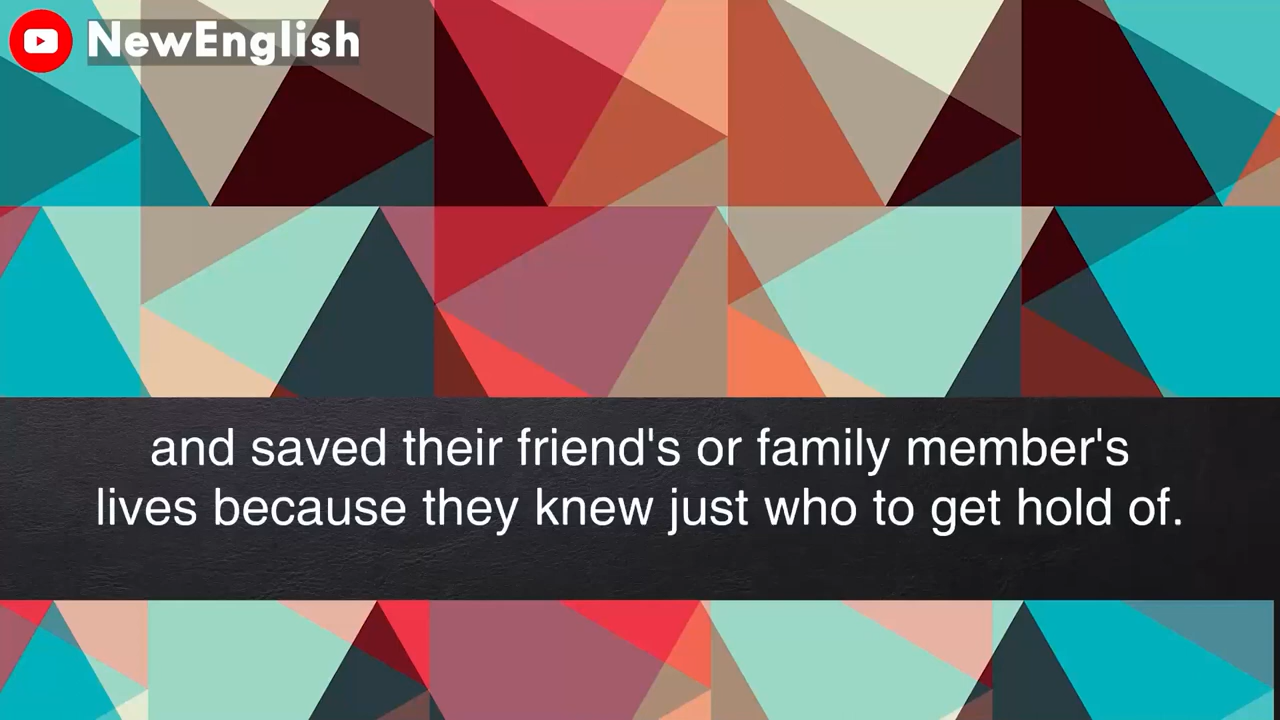 NewEnglish
and saved their friend's or family member's
lives because they knew just who to get hold of.